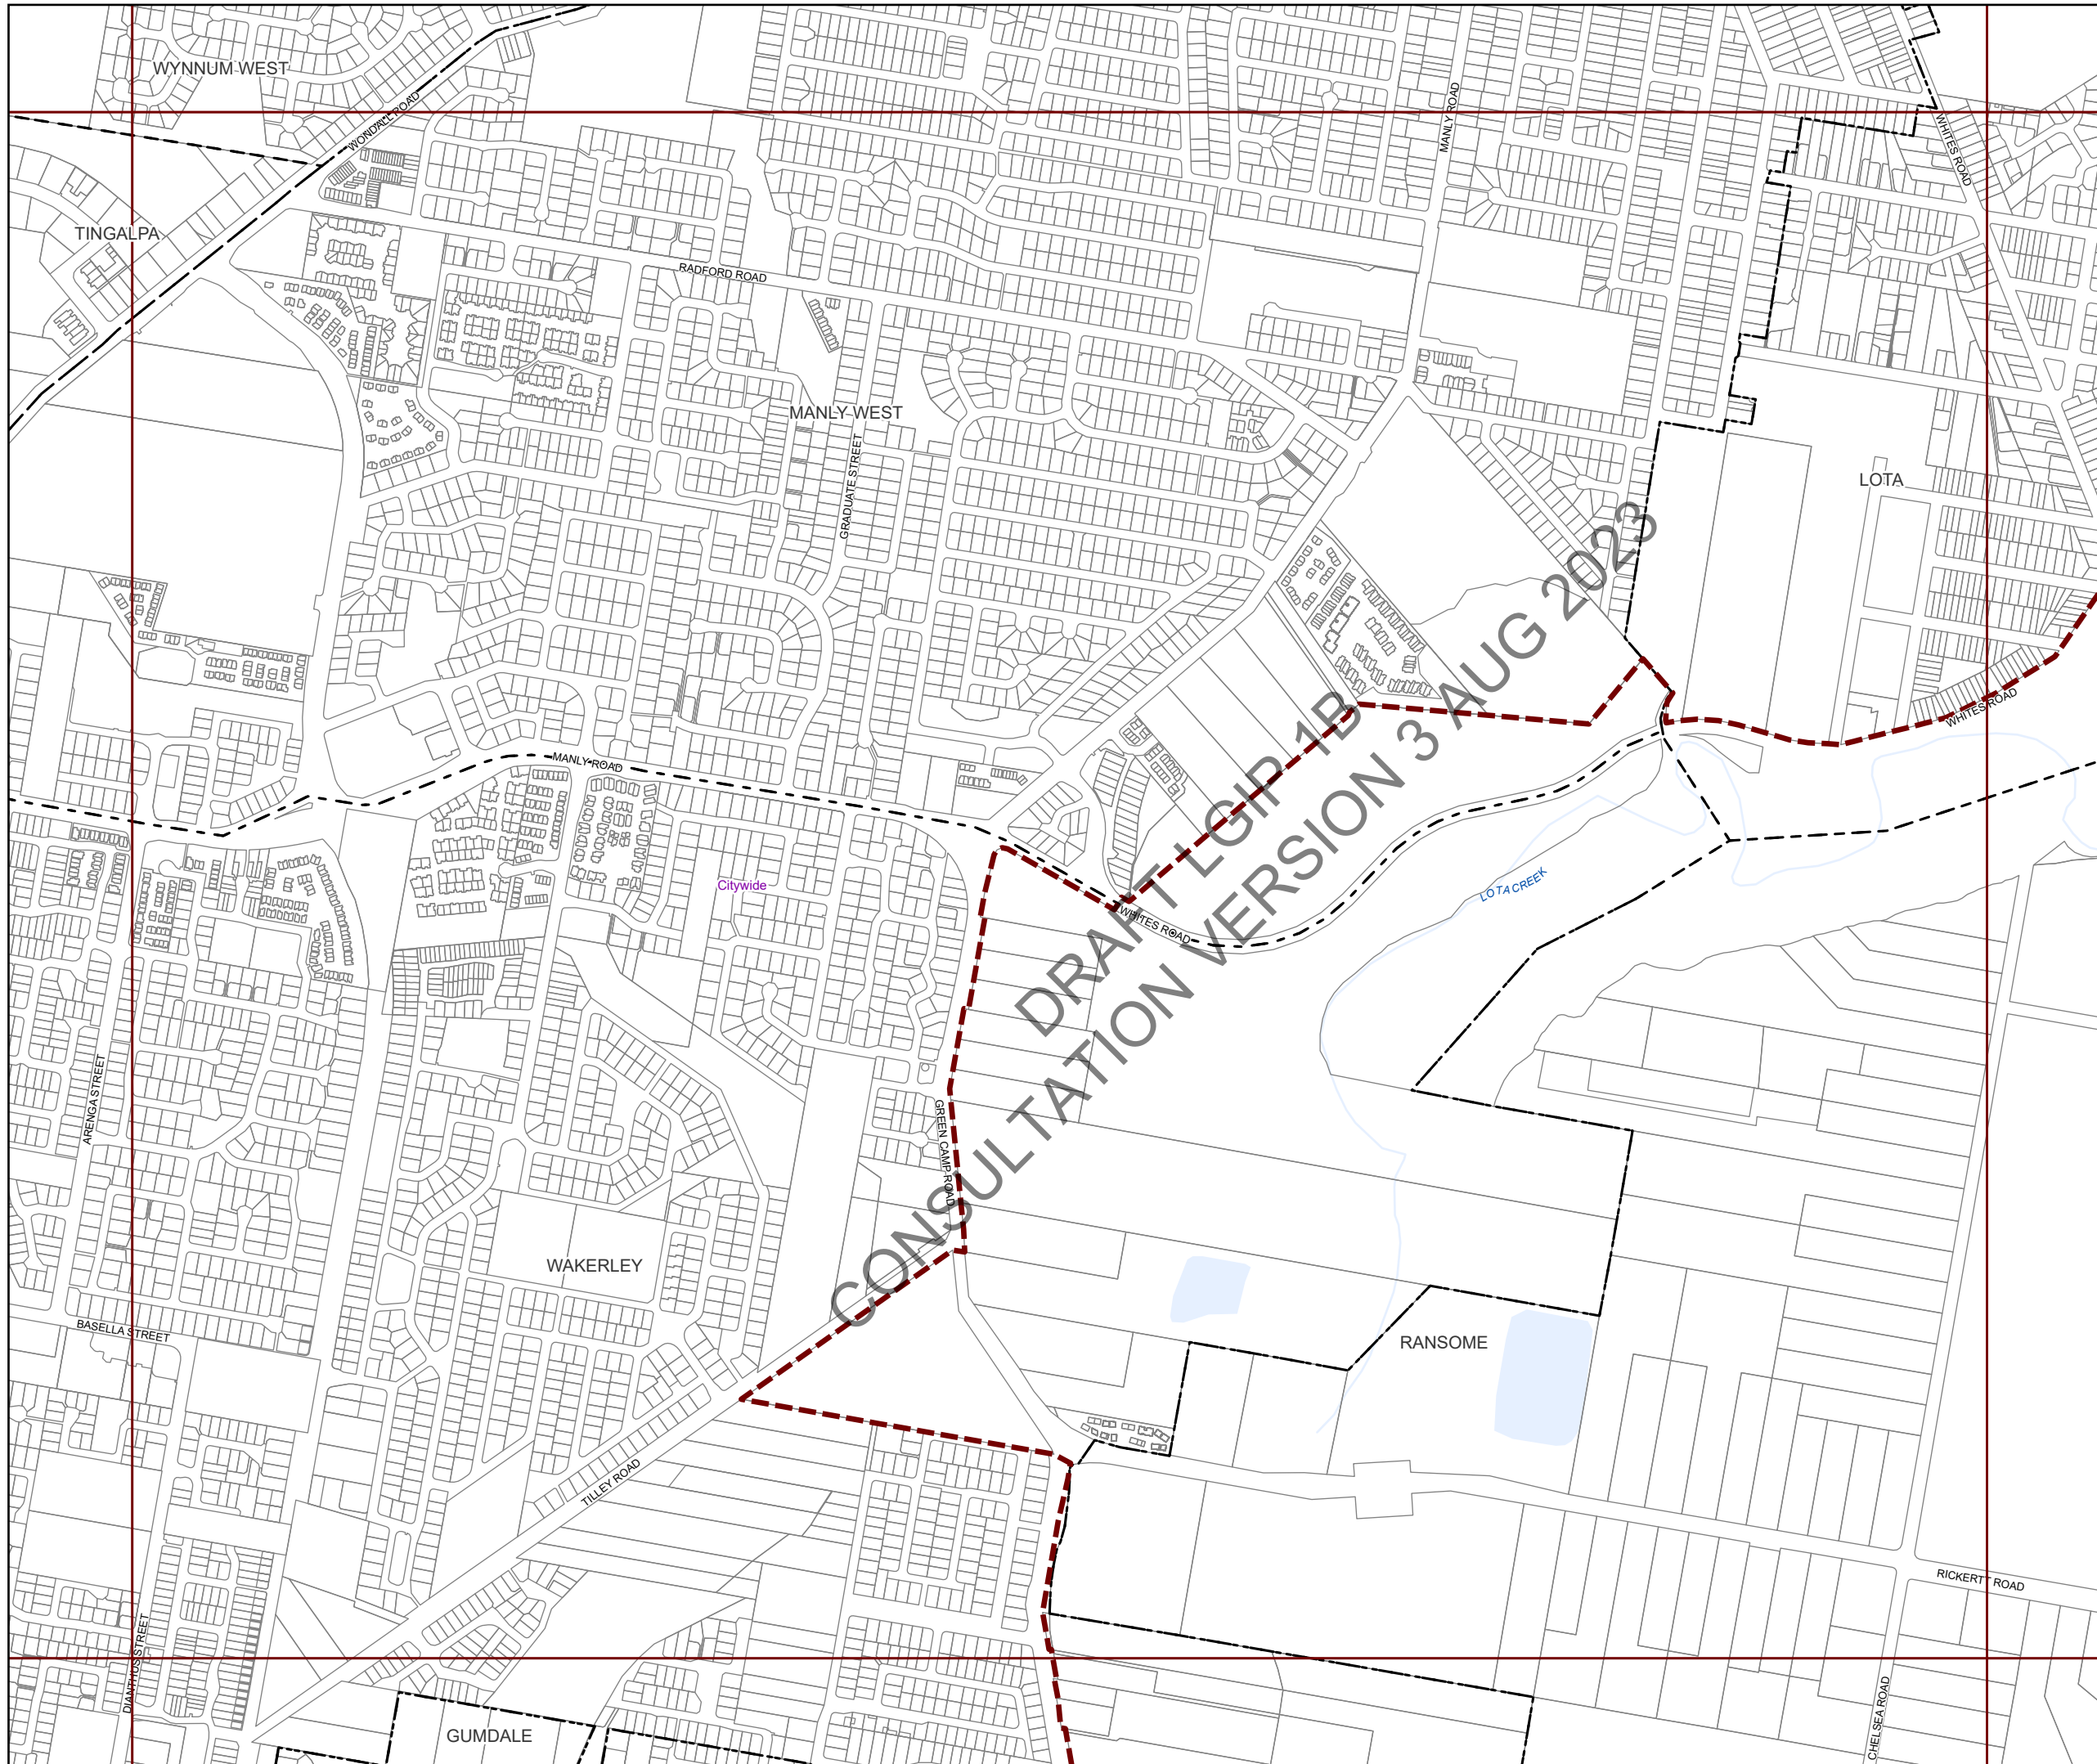 WYNNUM WEST
WONDALL ROAD
MANLY ROAD
WHITES ROAD
TINGALPA
RADFORD ROAD
MANLY WEST
GRADUATE STREET
LOTA
WHITES ROAD
MANLY ROAD
Citywide
WHITES ROAD
LOTA CREEK
DRAFT LGIP 1B
CONSULTATION VERSION 3 AUG 2023
ARENGA STREET
GREEN CAMP ROAD
WAKERLEY
BASELLA STREET
RANSOME
TILLEY ROAD
RICKERTT ROAD
DIANTHUS STREET
CHELSEA ROAD
GUMDALE